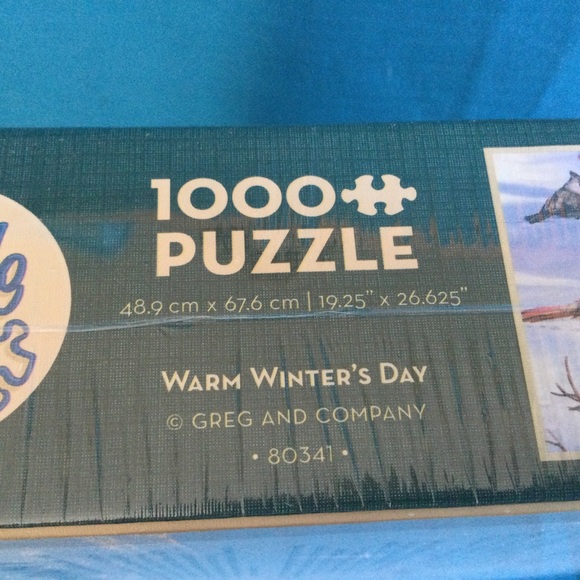 1000
PUZZLE
48.9 cm x 67.6 cm | 19.25" x 26.625"
WARM WINTER'S DAY
© GREG AND COMPANY
• 80341 •